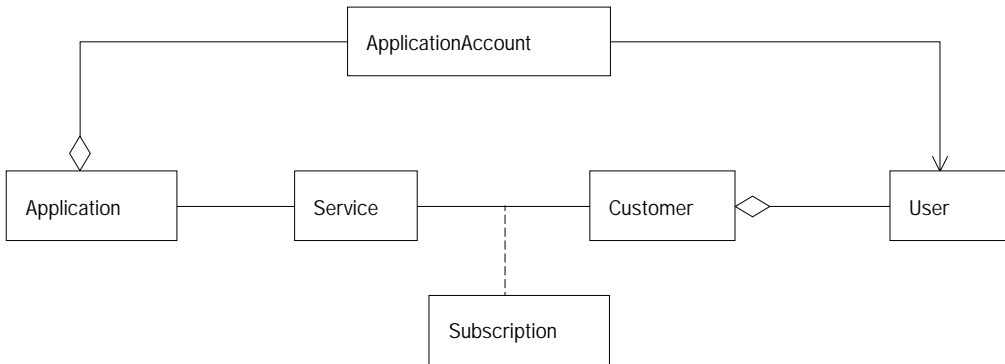 ApplicationAccount
Application
Service
Customer
User
Subscription